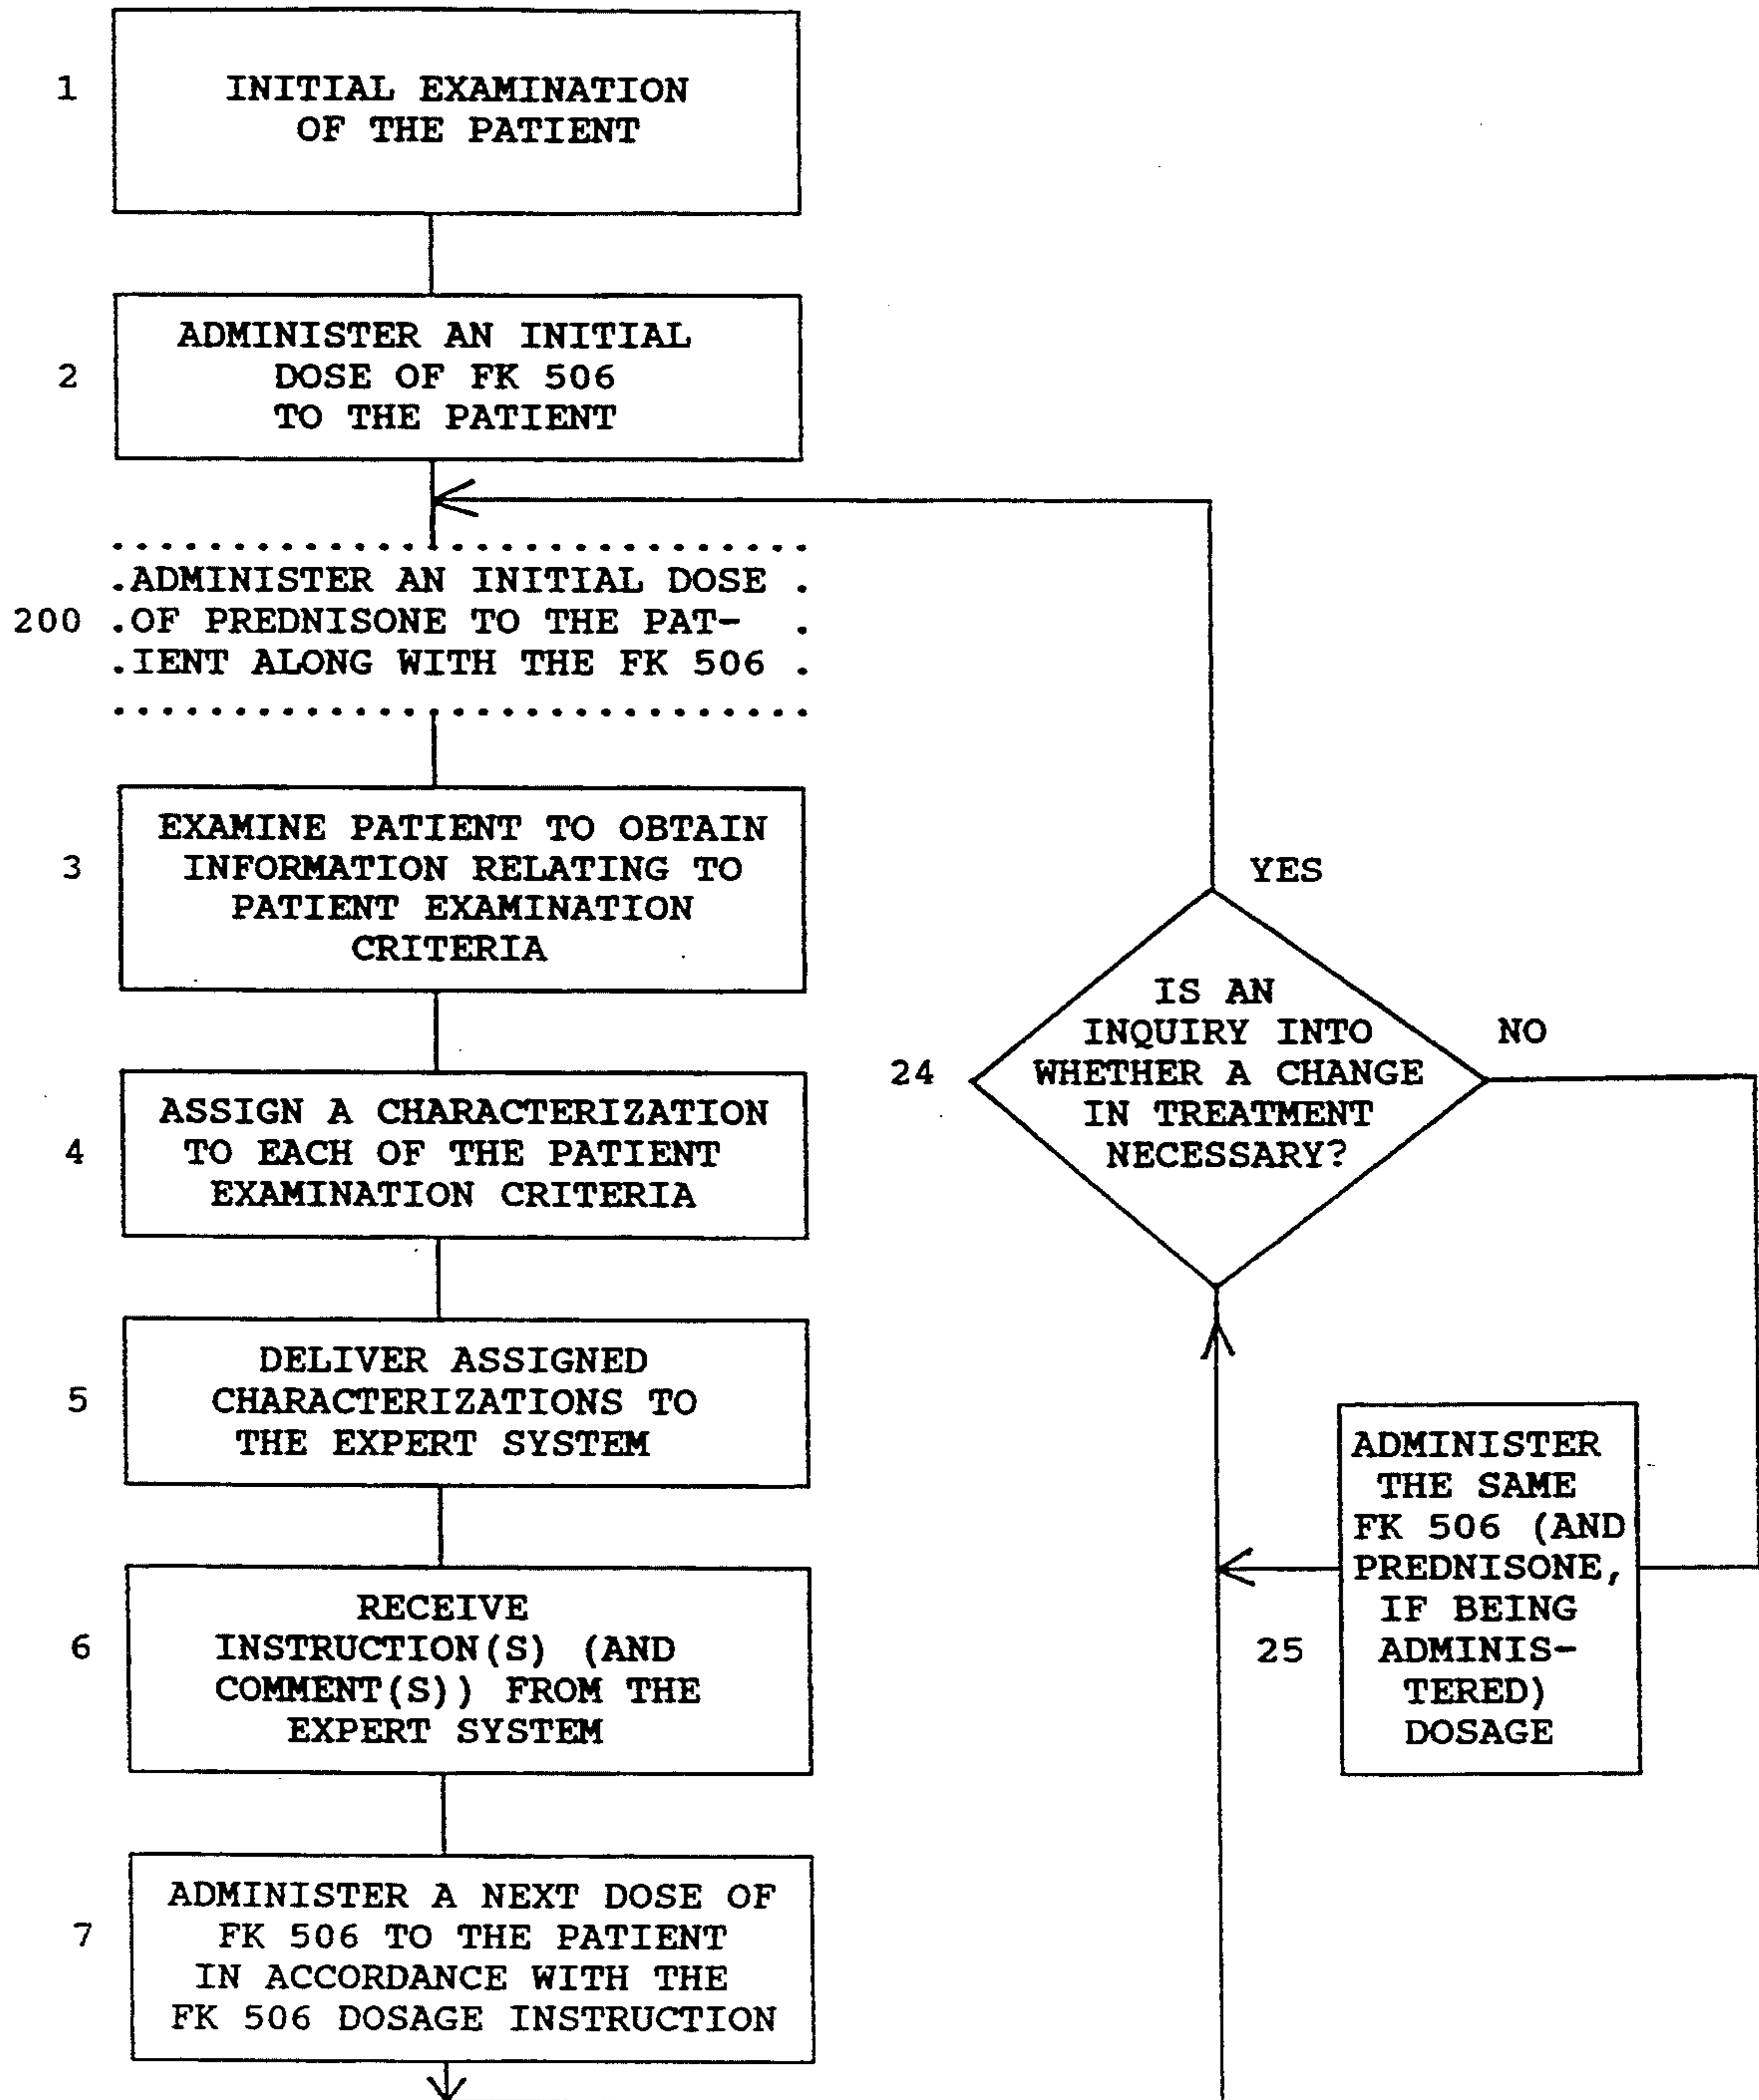 1
INITIAL EXAMINATION
OF THE PATIENT
2
ADMINISTER AN INITIAL
DOSE OF FK 506
TO THE PATIENT
200
.ADMINISTER AN INITIAL DOSE .
.OF PREDNISONE TO THE PAT- .
.IENT ALONG WITH THE FK 506 .
3
EXAMINE PATIENT TO OBTAIN
INFORMATION RELATING TO
PATIENT EXAMINATION
CRITERIA
4
ASSIGN A CHARACTERIZATION
TO EACH OF THE PATIENT
EXAMINATION CRITERIA
5
DELIVER ASSIGNED
CHARACTERIZATIONS TO
THE EXPERT SYSTEM
6
RECEIVE
INSTRUCTION(S) (AND
COMMENT(S)) FROM THE
EXPERT SYSTEM
7
ADMINISTER A NEXT DOSE OF
FK 506 TO THE PATIENT
IN ACCORDANCE WITH THE
FK 506 DOSAGE INSTRUCTION
24
IS AN
INQUIRY INTO
WHETHER A CHANGE
IN TREATMENT
NECESSARY?
YES
NO
25
ADMINISTER
THE SAME
FK 506 (AND
PREDNISONE,
IF BEING
ADMINIS-
TERED)
DOSAGE